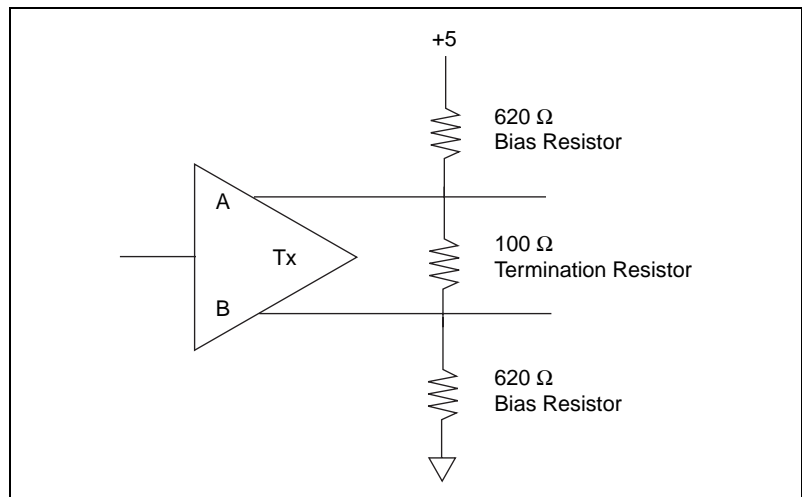 +5
620 Ω
Bias Resistor
A
100 Ω
Termination Resistor
Tx
B
620 Ω
Bias Resistor